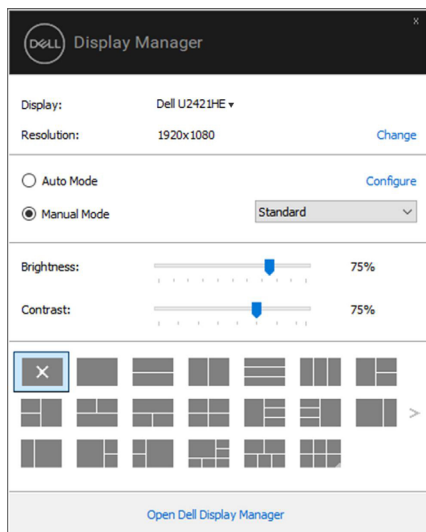 x
DELL Display Manager
Display: Dell U2421HE
Resolution: 1920x1080 Change
Auto Mode Configure
Manual Mode Standard
Brightness: 75%
Contrast: 75%
>
Open Dell Display Manager